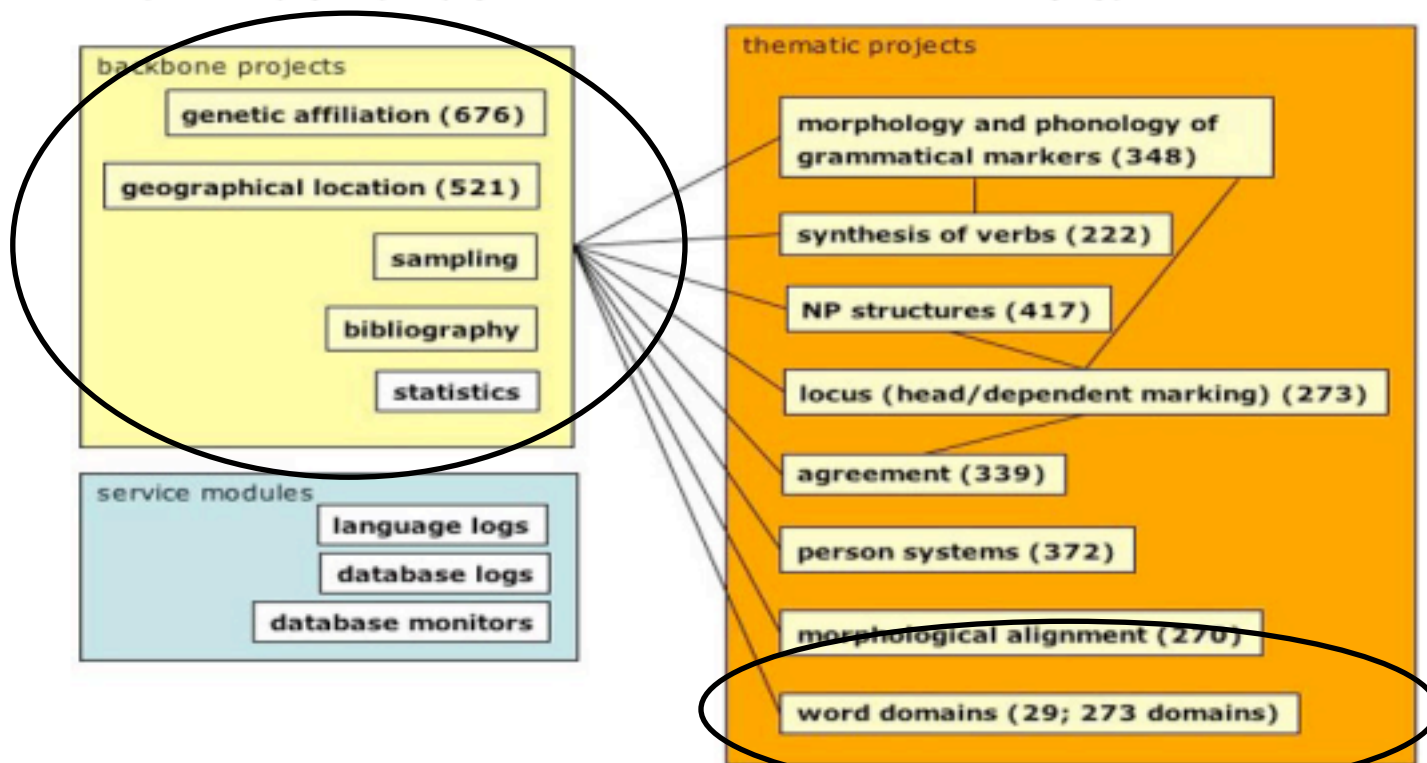 backbone projects
genetic affiliation (676)
geographical location (521)
sampling
bibliography
statistics
service modules
language logs
database logs
database monitors
thematic projects
morphology and phonology of
grammatical markers (348)
synthesis of verbs (222)
NP structures (417)
locus (head/dependent marking) (273)
agreement (339)
person systems (372)
morphological alignment (270)
word domains (29; 273 domains)